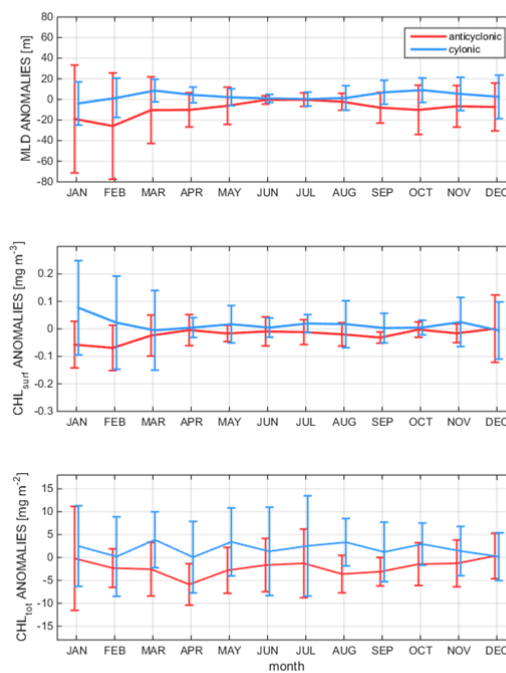 80
60
40
20
0
-20
-40
-60
-80
MLD ANOMALIES [m]
anticyclonic
cylonic
JAN FEB MAR APR MAY JUN JUL AUG SEP OCT NOV DEC
0.2
0.1
0
-0.1
-0.2
-0.3
CHLsurf ANOMALIES [mg m-3]
JAN FEB MAR APR MAY JUN JUL AUG SEP OCT NOV DEC
15
10
5
0
-5
-10
-15
CHLtot ANOMALIES [mg m-2]
JAN FEB MAR APR MAY JUN JUL AUG SEP OCT NOV DEC
month